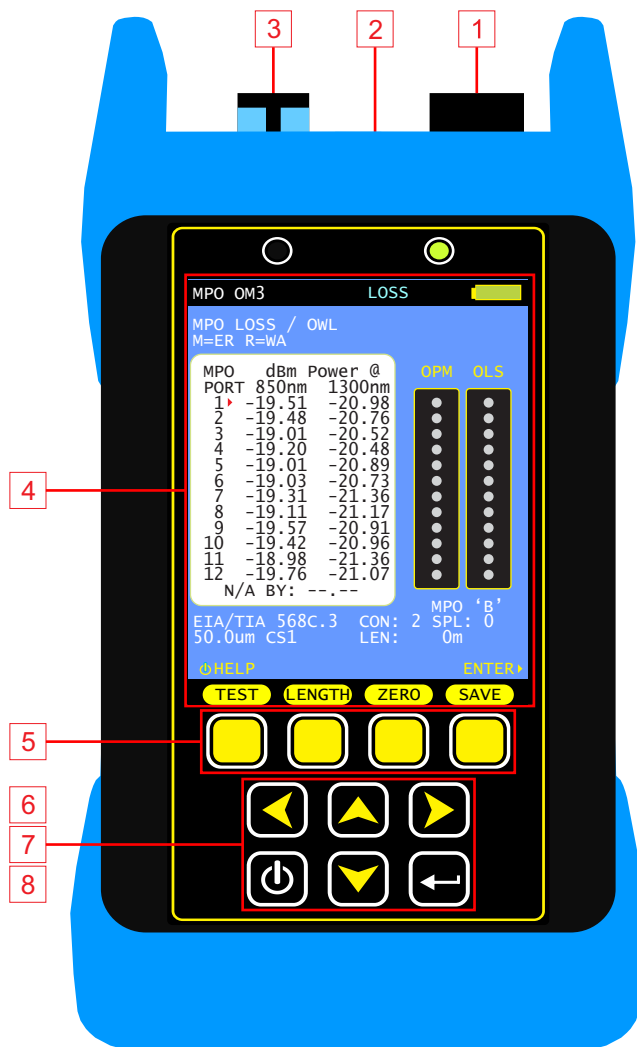 3 2 1
MPO OM3 LOSS
MPO LOSS / OWL
M=ER R=WA
MPO dBm Power @ OPM OLS
PORT 850nm 1300nm
1 -19.51 -20.98
2 -19.48 -20.76
3 -19.01 -20.52
4 -19.20 -20.48
5 -19.01 -20.89
6 -19.03 -20.73
7 -19.31 -21.36
8 -19.11 -21.17
9 -19.57 -20.91
10 -19.42 -20.96
11 -18.98 -21.36
12 -19.76 -21.07
N/A BY: --.--
MPO ‘B’
EIA/TIA 568C.3 CON: 2 SPL: 0
50.0um CS1 LEN: 0m
HELP ENTER
TEST LENGTH ZERO SAVE
4
5
6
7
8